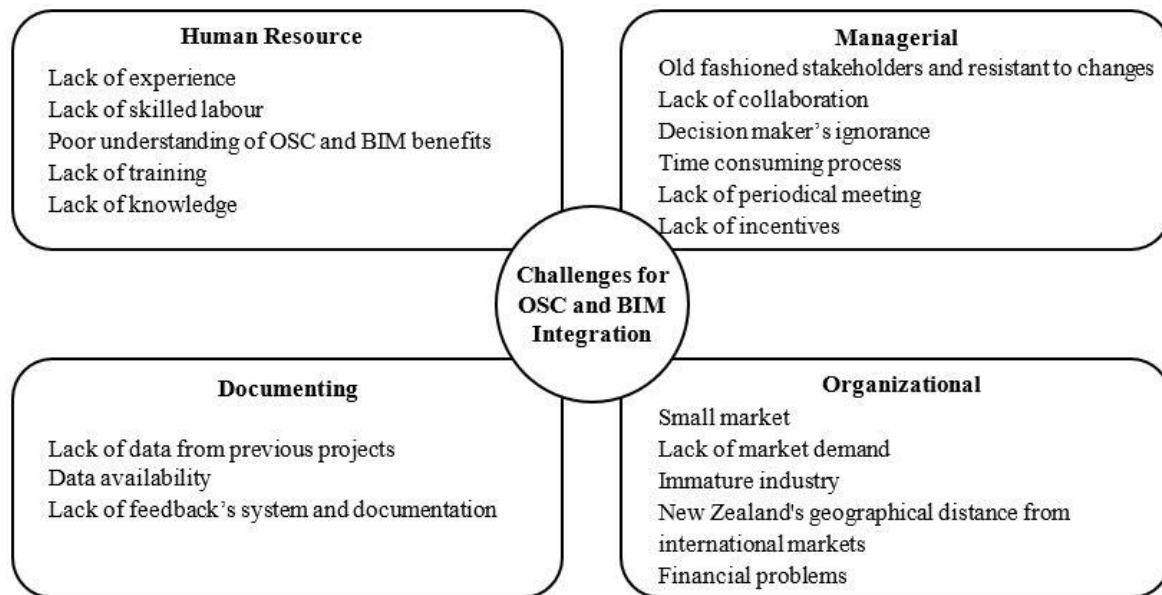 Human Resource
Lack of experience
Lack of skilled labour
Poor understanding of OSC and BIM benefits
Lack of training
Lack of knowledge
Managerial
Old fashioned stakeholders and resistant to changes
Lack of collaboration
Decision maker’s ignorance
Time consuming process
Lack of periodical meeting
Lack of incentives
Challenges for
OSC and BIM
Integration
Documenting
Lack of data from previous projects
Data availability
Lack of feedback’s system and documentation
Organizational
Small market
Lack of market demand
Immature industry
New Zealand's geographical distance from
international markets
Financial problems